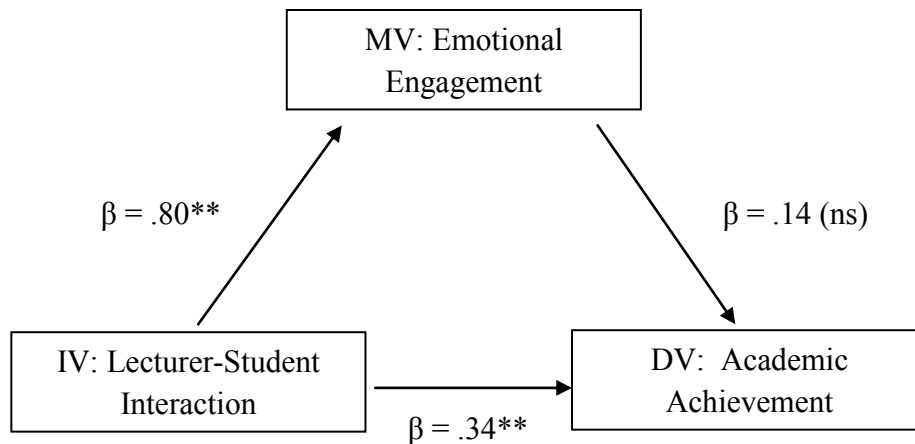 MV: Emotional
Engagement
β = .80**
β = .14 (ns)
IV: Lecturer-Student
Interaction
DV: Academic
Achievement
β = .34**